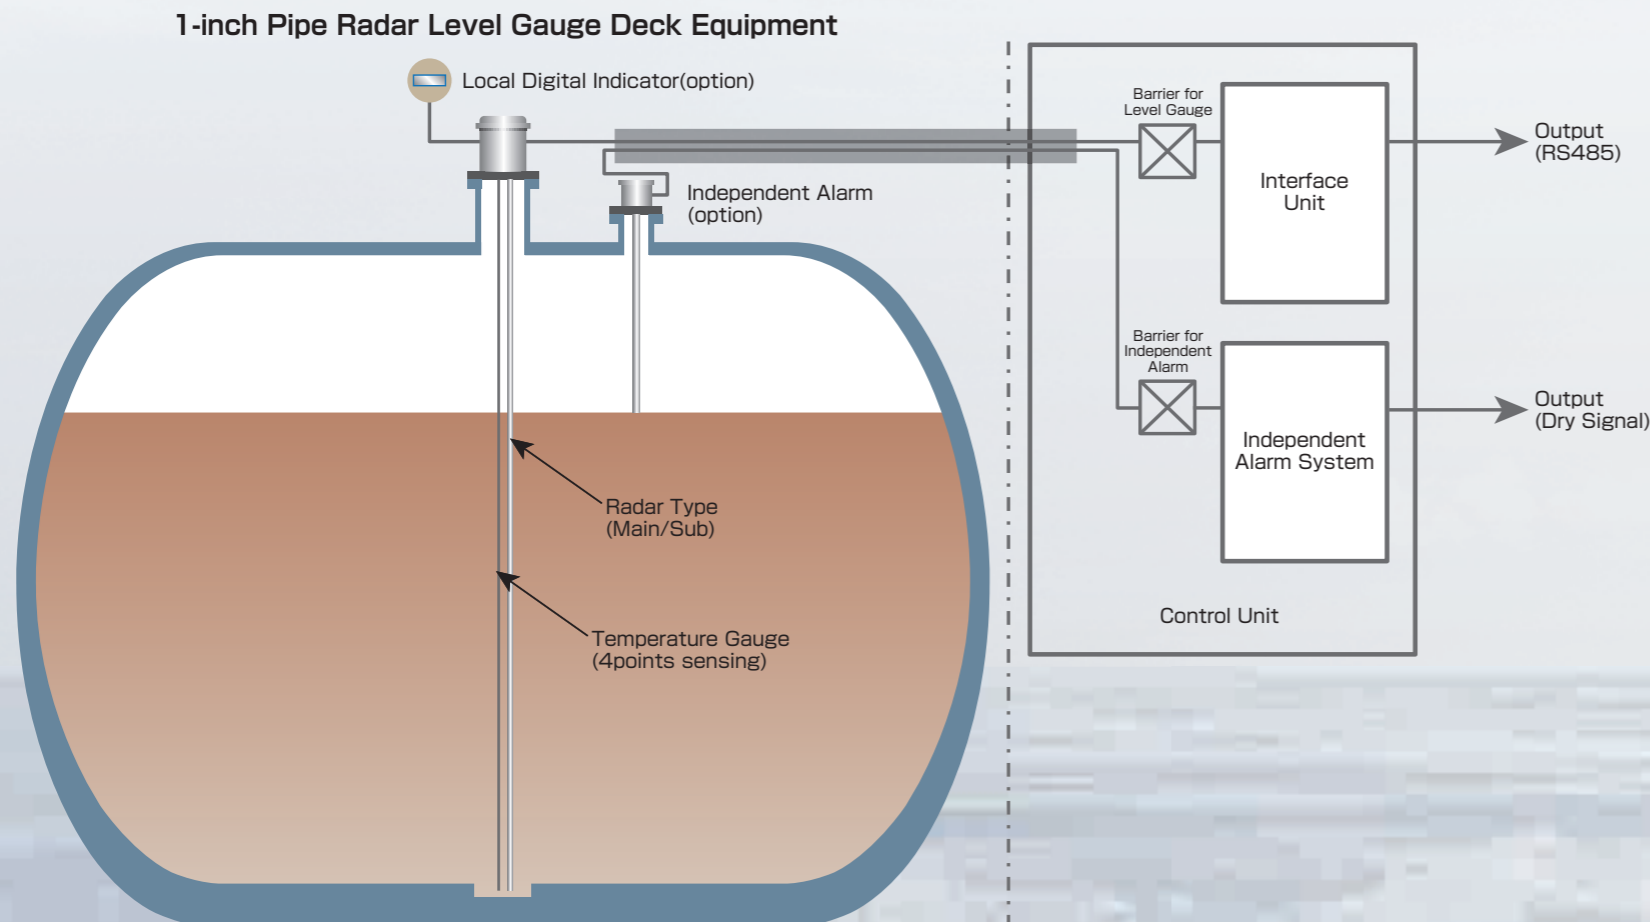 1-inch Pipe Radar Level Gauge Deck Equipment
Local Digital Indicator(option)
Independent Alarm
(option)
Radar Type
(Main/Sub)
Temperature Gauge
(4points sensing)
Barrier for
Level Gauge
Interface
Unit
Output
(RS485)
Barrier for
Independent
Alarm
Independent
Alarm System
Output
(Dry Signal)
Control Unit